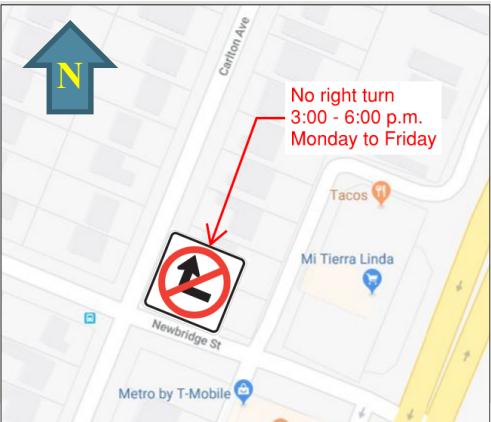 N
Carlton Ave
No right turn
3:00 - 6:00 p.m.
Monday to Friday
Tacos
Mi Tierra Linda
Newbridge St
Metro by T-Mobile